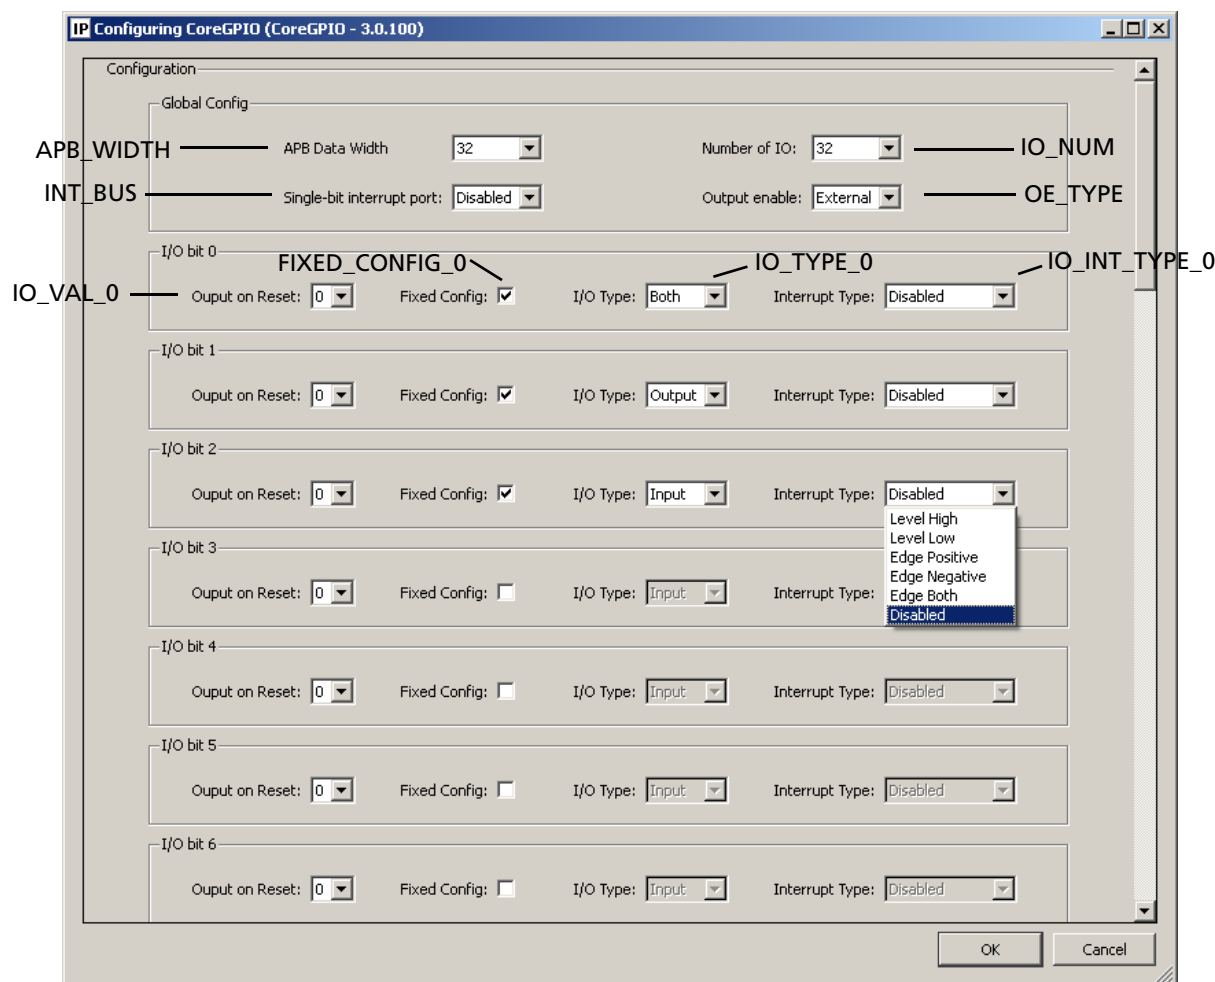 IP Configuring CoreGPIO (CoreGPIO - 3.0.100)
Configuration
Global Config
APB_WIDTH APB Data Width 32 Number of IO: 32 IO_NUM
INT_BUS Single-bit interrupt port: Disabled Output enable: External OE_TYPE
I/O bit 0
FIXED_CONFIG_0 IO_TYPE_0 IO_INT_TYPE_0
IO_VAL_0 Ouput on Reset: 0 Fixed Config: I/O Type: Both Interrupt Type: Disabled
I/O bit 1
Ouput on Reset: 0 Fixed Config: I/O Type: Output Interrupt Type: Disabled
I/O bit 2
Ouput on Reset: 0 Fixed Config: I/O Type: Input Interrupt Type: Disabled
Level High
Level Low
Edge Positive
Edge Negative
Edge Both
Disabled
I/O bit 3
Ouput on Reset: 0 Fixed Config: I/O Type: Input Interrupt Type:
I/O bit 4
Ouput on Reset: 0 Fixed Config: I/O Type: Input Interrupt Type: Disabled
I/O bit 5
Ouput on Reset: 0 Fixed Config: I/O Type: Input Interrupt Type: Disabled
I/O bit 6
Ouput on Reset: 0 Fixed Config: I/O Type: Input Interrupt Type: Disabled
OK Cancel